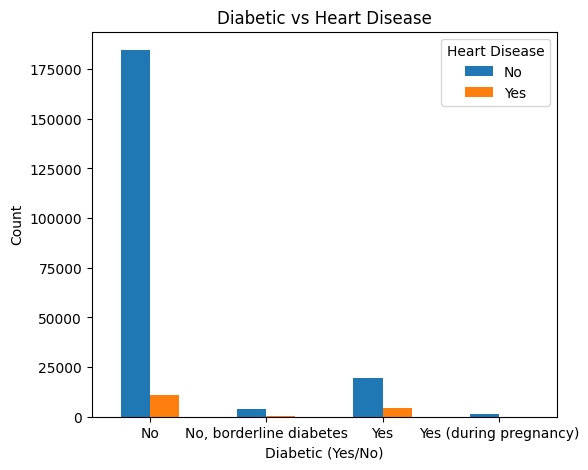 Diabetic vs Heart Disease
Heart Disease
No
Yes
Count
175000
150000
125000
100000
75000
50000
25000
0
No
No, borderline diabetes
Yes
Yes (during pregnancy)
Diabetic (Yes/No)